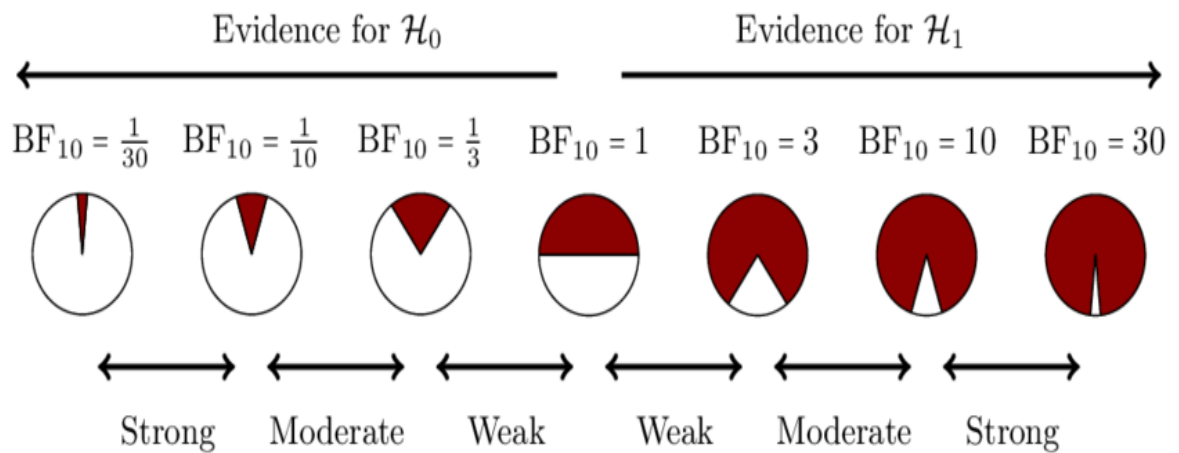 Evidence for ℋ₀ Evidence for ℋ₁
BF₁₀ = 1/30 BF₁₀ = 1/10 BF₁₀ = 1/3 BF₁₀ = 1 BF₁₀ = 3 BF₁₀ = 10 BF₁₀ = 30
Strong Moderate Weak Weak Moderate Strong